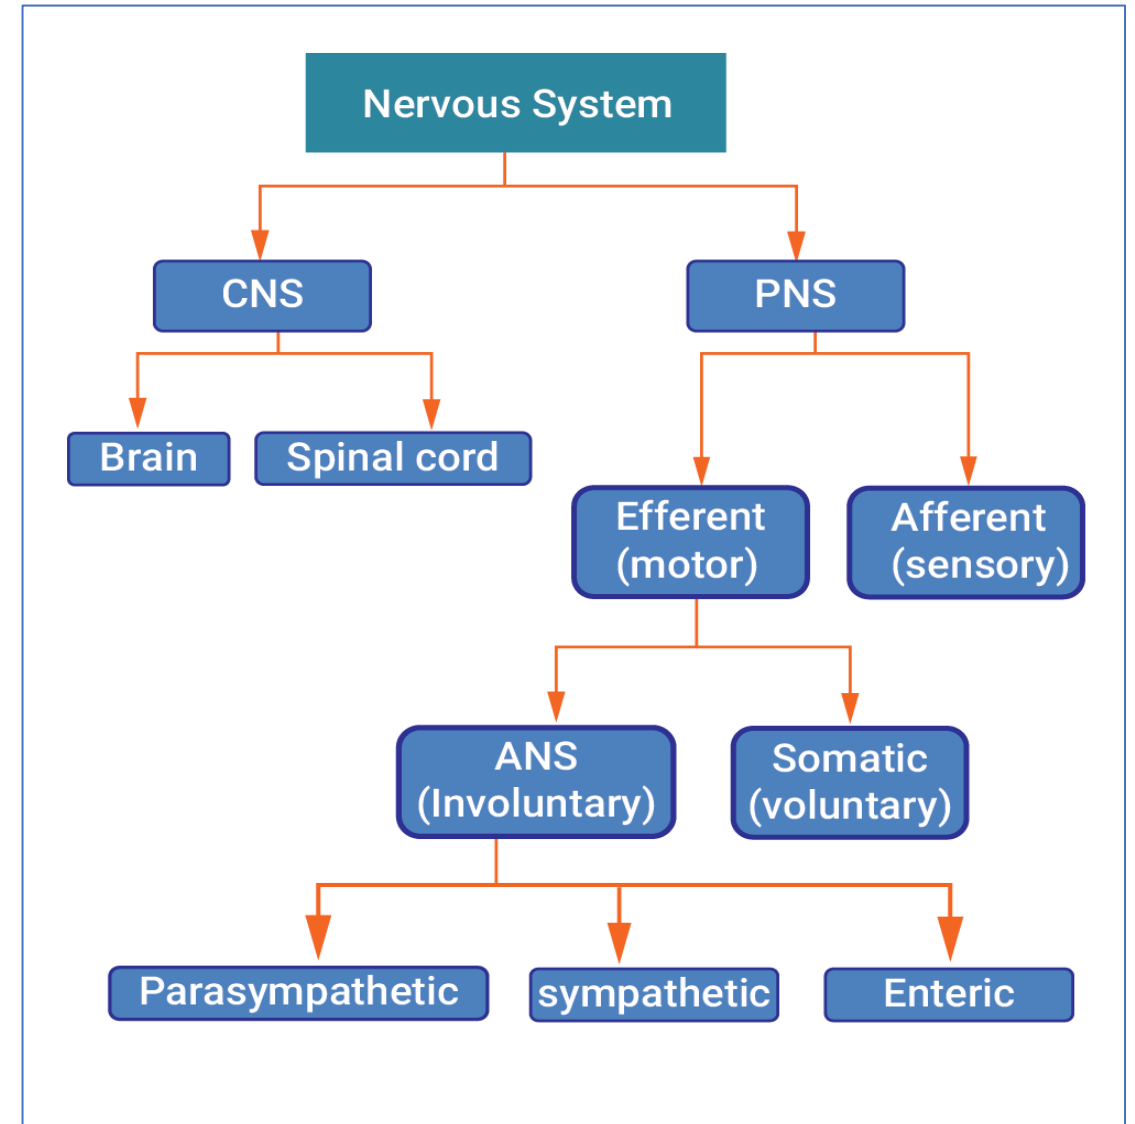 Nervous System
CNS
PNS
Brain
Spinal cord
Efferent
(motor)
Afferent
(sensory)
ANS
(Involuntary)
Somatic
(voluntary)
Parasympathetic
sympathetic
Enteric